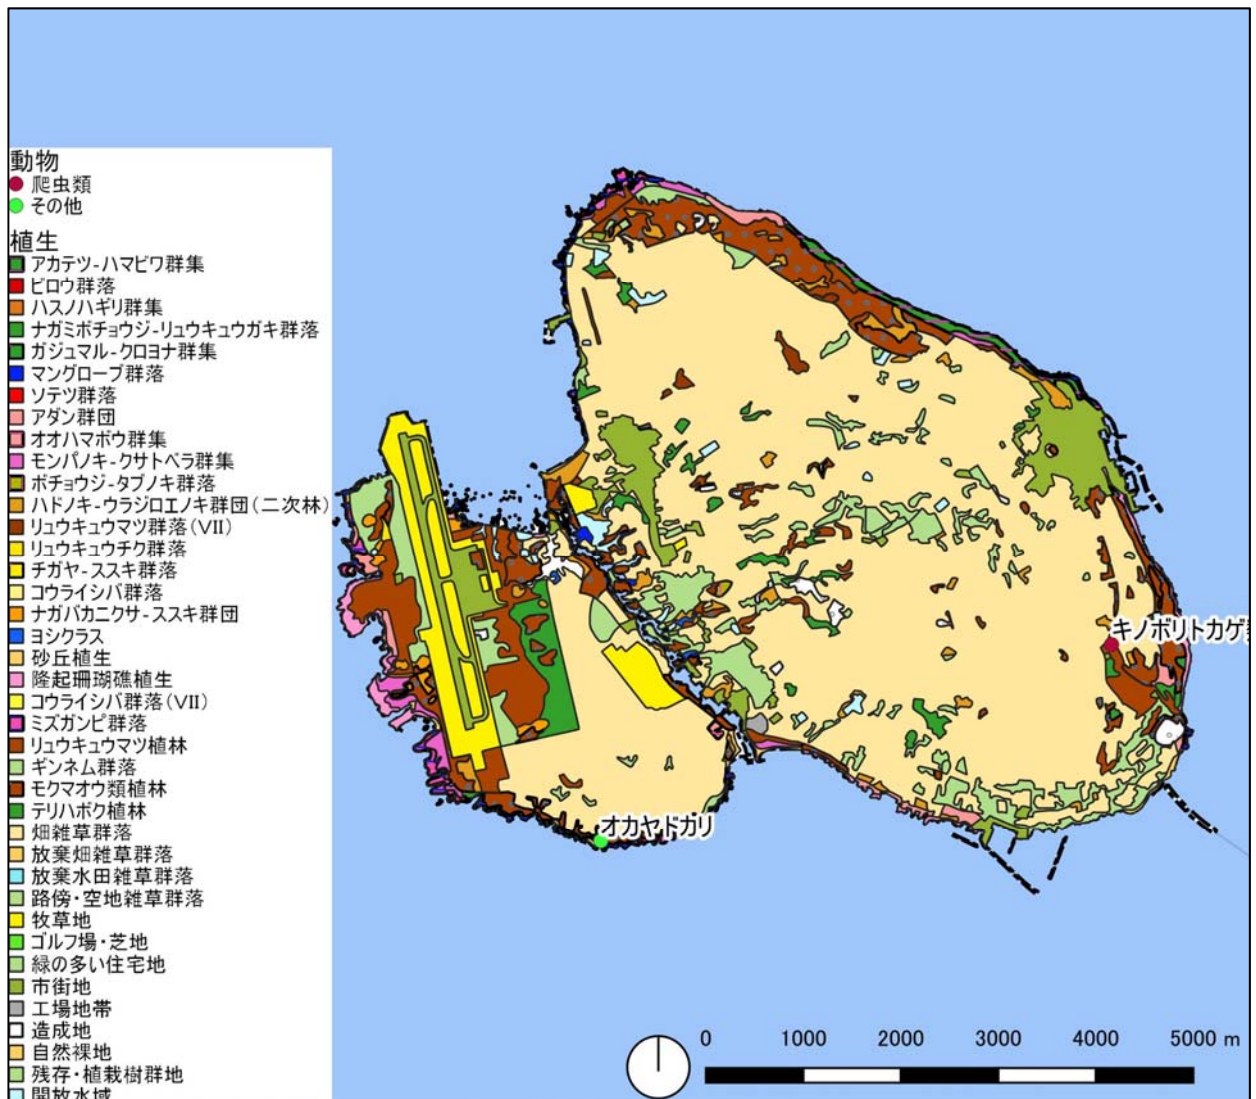 動物
爬虫類
その他
植生
アカテツ-ハマビワ群集
ビロウ群落
ハスノハギリ群集
ナガミボチョウジ-リュウキュウガキ群落
ガジュマル-クロヨナ群集
マングローブ群落
ソテツ群落
アダン群団
オオハマボウ群集
モンパノキ-クサトベラ群集
ボチョウジ-タブノキ群落
ハドノキ-ウラジロエノキ群団(二次林)
リュウキュウマツ群落(VII)
リュウキュウチク群落
チガヤ-ススキ群落
コウライシバ群落
ナガバカニクサ-ススキ群団
ヨシクラス
砂丘植生
隆起珊瑚礁植生
コウライシバ群落(VII)
ミズガンピ群落
リュウキュウマツ植林
ギンネム群落
モクマオウ類植林
テリハボク植林
畑雑草群落
放棄畑雑草群落
放棄水田雑草群落
路傍・空地雑草群落
牧草地
ゴルフ場・芝地
緑の多い住宅地
市街地
工場地帯
造成地
自然裸地
残存・植栽樹群地
開放水域
キノボリトカゲ
オカヤドカリ
0 1000 2000 3000 4000 5000 m